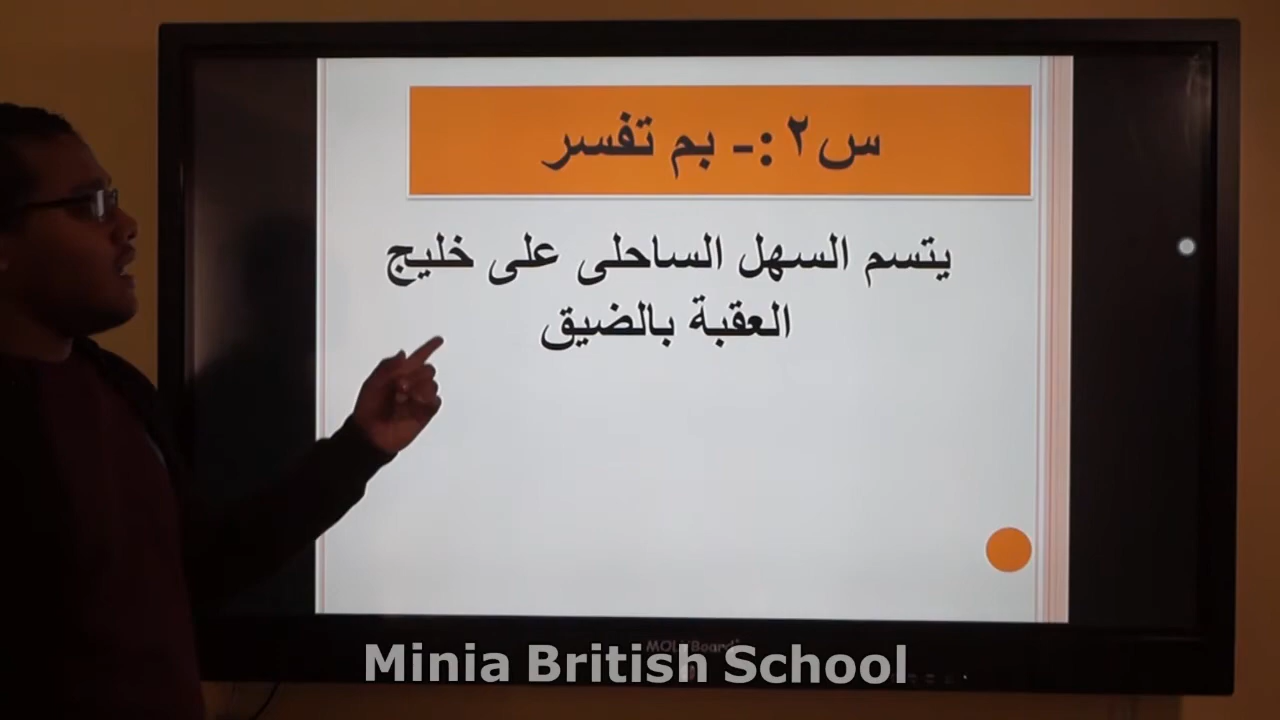 س٢ :- بم تفسر
يتسم السهل الساحلى على خليج
العقبة بالضيق
Minia British School